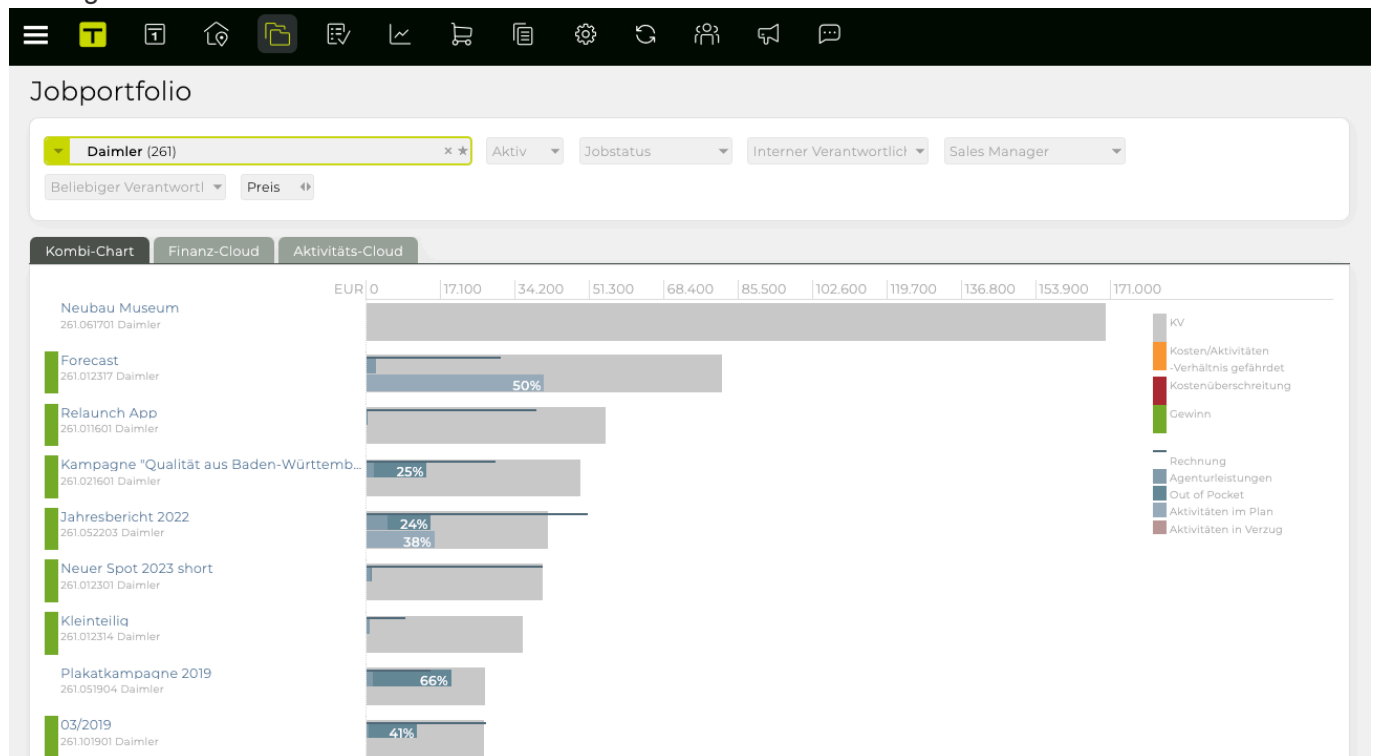 Jobportfolio
Daimler (261)
Aktiv
Jobstatus
Interner Verantwortlich
Sales Manager
Beliebiger Verantwortl
Preis
Kombi-Chart
Finanz-Cloud
Aktivitäts-Cloud
EUR 0 17.100 34.200 51.300 68.400 85.500 102.600 119.700 136.800 153.900 171.000
Neubau Museum
261.061701 Daimler
Forecast
261.012317 Daimler
50%
Relaunch App
261.011601 Daimler
Kampagne "Qualität aus Baden-Württemb...
261.021601 Daimler
25%
Jahresbericht 2022
261.052203 Daimler
24%
38%
Neuer Spot 2023 short
261.012301 Daimler
Kleinteilig
261.012314 Daimler
Plakatkampagne 2019
261.051904 Daimler
66%
03/2019
261.101901 Daimler
41%
KV
Kosten/Aktivitäten
-Verhältnis gefährdet
Kostenüberschreitung
Gewinn
Rechnung
Agenturleistungen
Out of Pocket
Aktivitäten im Plan
Aktivitäten in Verzug